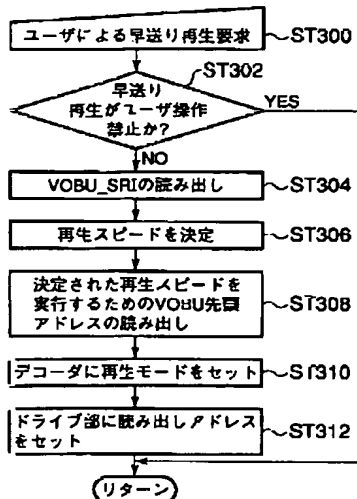 ユーザによる早送り再生要求
ST300
ST302
早送り
再生がユーザ操作
禁止か?
YES
NO
VOBU_SRIの読み出し
ST304
再生スピードを決定
ST306
決定された再生スピードを
実行するためのVOBU先頭
アドレスの読み出し
ST308
デコーダに再生モードをセット
ST310
ドライブ部に読み出しアドレス
をセット
ST312
リターン